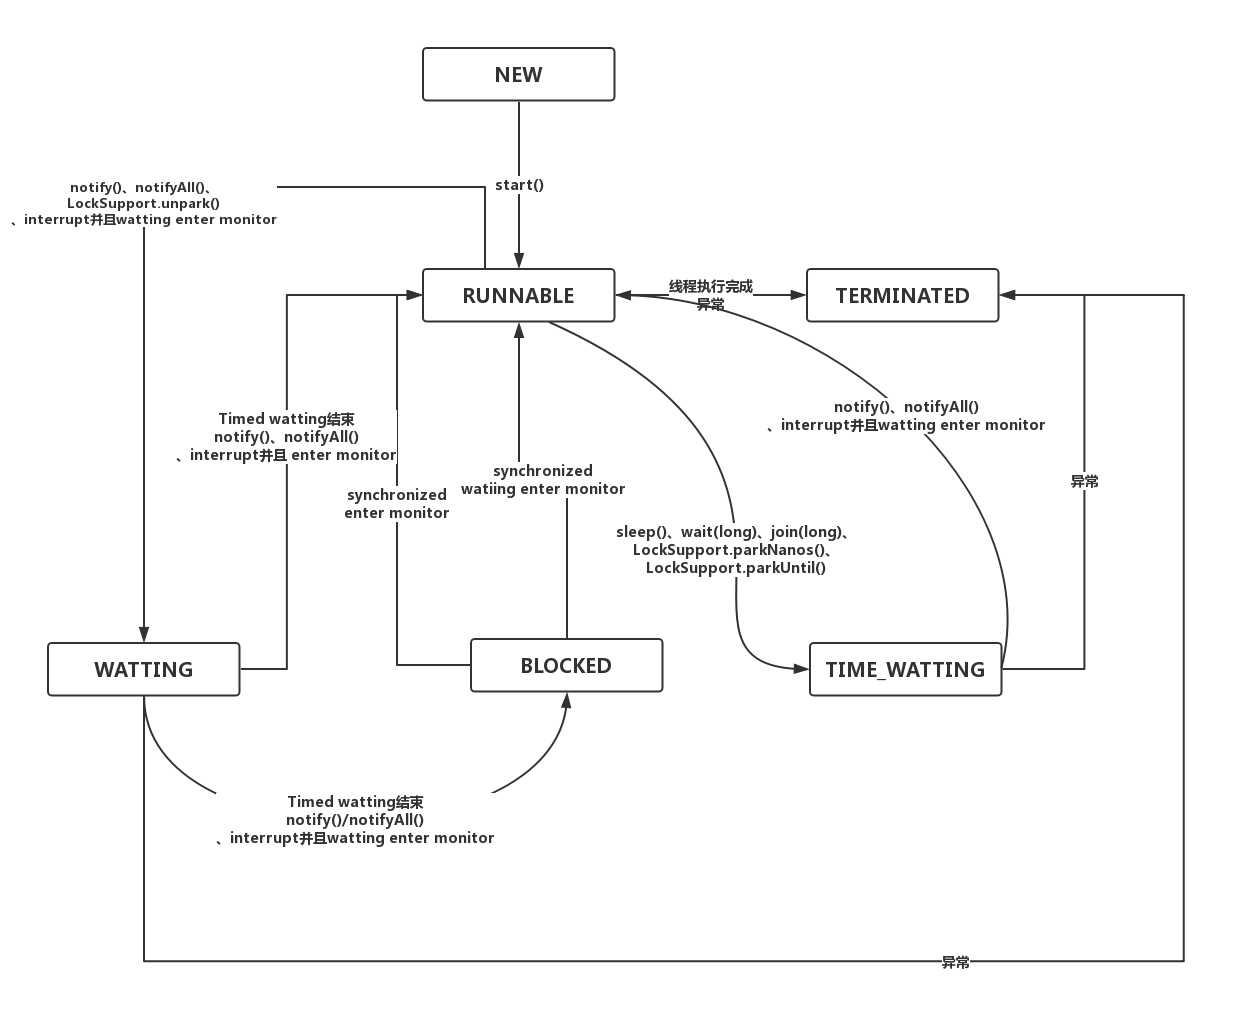 NEW
notify()、notifyAll()、
LockSupport.unpark()
、interrupt并且watting enter monitor
start()
RUNNABLE
线程执行完成
异常
TERMINATED
Timed watting结束
notify()、notifyAll()
、interrupt并且 enter monitor
synchronized
enter monitor
synchronized
watiing enter monitor
notify()、notifyAll()
、interrupt并且watting enter monitor
异常
sleep()、wait(long)、join(long)、
LockSupport.parkNanos()、
LockSupport.parkUntil()
WATTING
BLOCKED
TIME_WATTING
Timed watting结束
notify()/notifyAll()
、interrupt并且watting enter monitor
异常